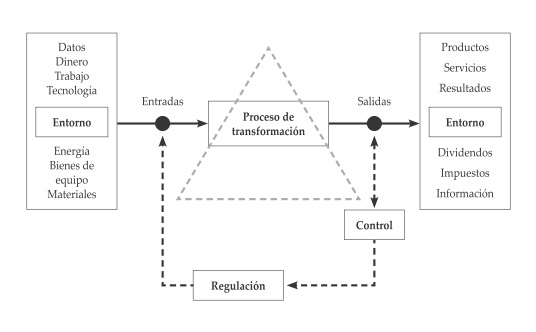 Datos
Dinero
Trabajo
Tecnología
Entorno
Energía
Bienes de
equipo
Materiales
Entradas
Proceso de
transformación
Salidas
Productos
Servicios
Resultados
Entorno
Dividendos
Impuestos
Información
Control
Regulación